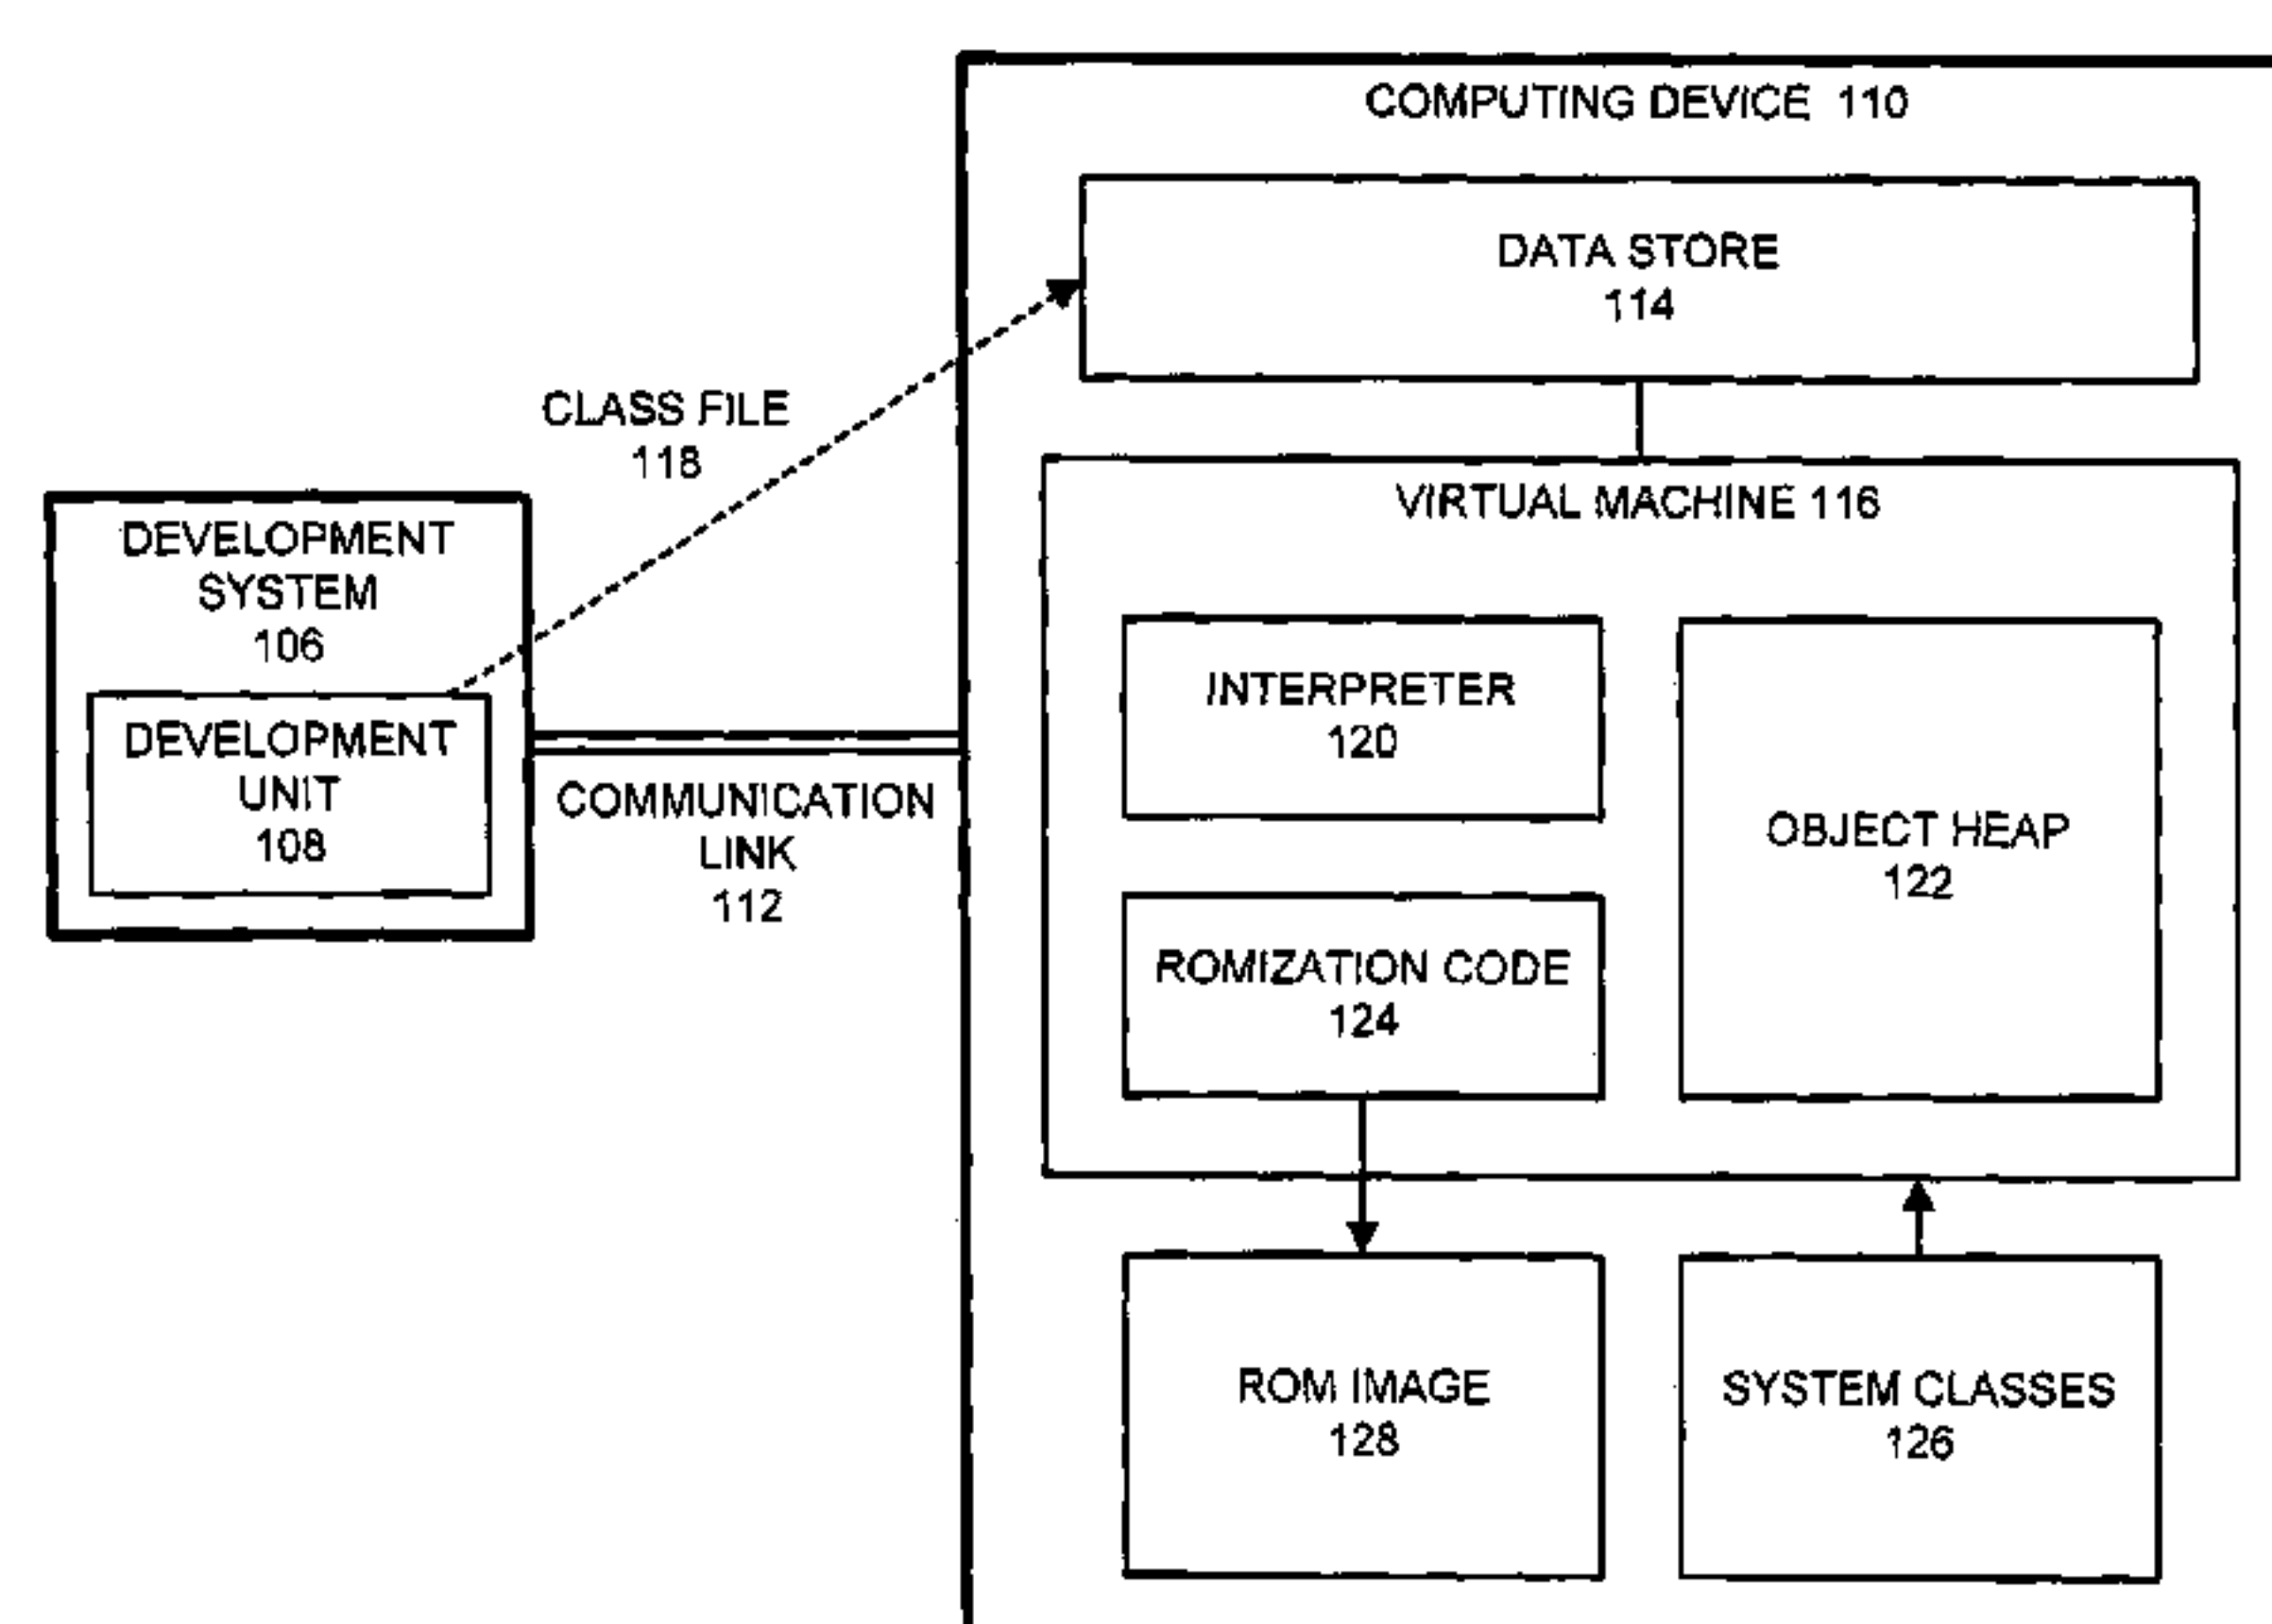 COMPUTING DEVICE 110
DATA STORE
114
CLASS FILE
118
VIRTUAL MACHINE 116
DEVELOPMENT
SYSTEM
106
DEVELOPMENT
UNIT
108
COMMUNICATION
LINK
112
INTERPRETER
120
OBJECT HEAP
122
ROMIZATION CODE
124
ROM IMAGE
128
SYSTEM CLASSES
126